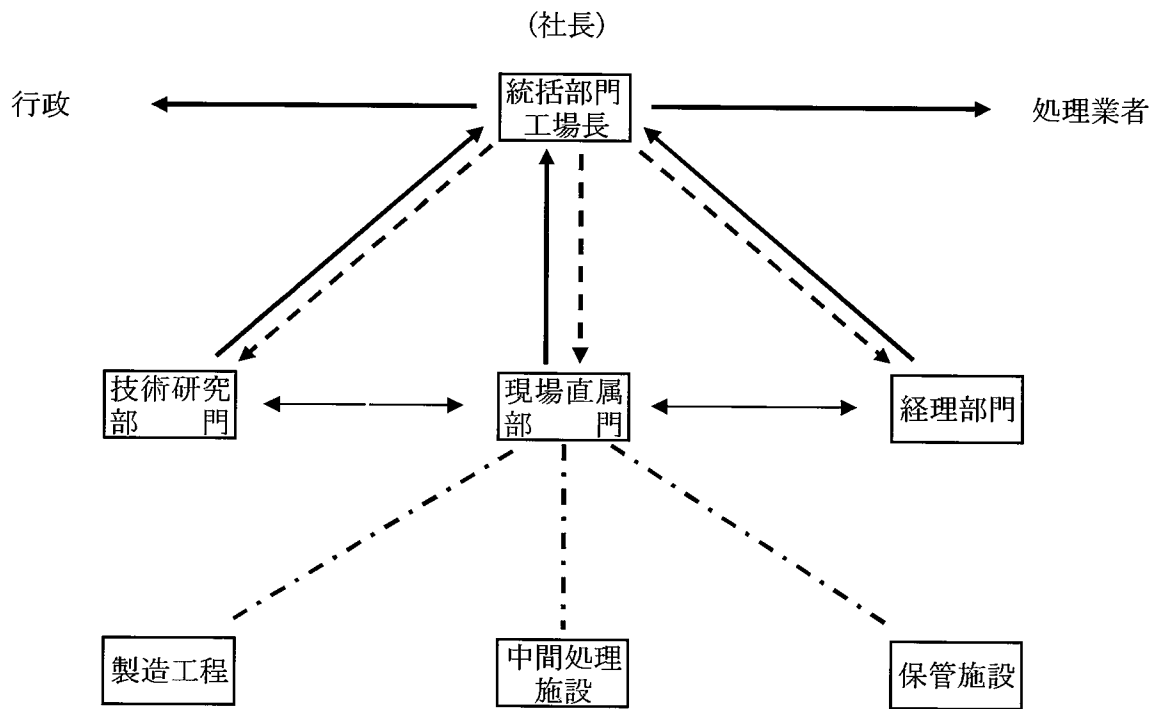 (社長)
行政
統括部門
工場長
処理業者
技術研究
部　門
現場直属
部　門
経理部門
製造工程
中間処理
施設
保管施設